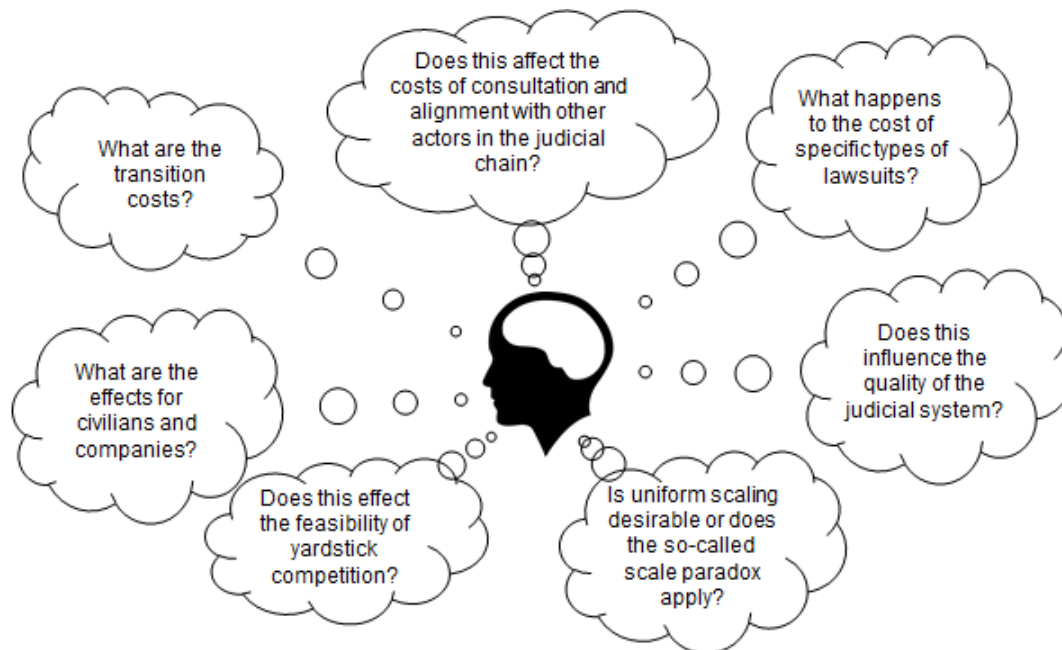 Does this affect the
costs of consultation and
alignment with other
actors in the judicial
chain?
What happens
to the cost of
specific types of
lawsuits?
What are the
transition
costs?
Does this
influence the
quality of the
judicial system?
What are the
effects for
civilians and
companies?
Does this effect
the feasibility of
yardstick
competition?
Is uniform scaling
desirable or does
the so-called
scale paradox
apply?